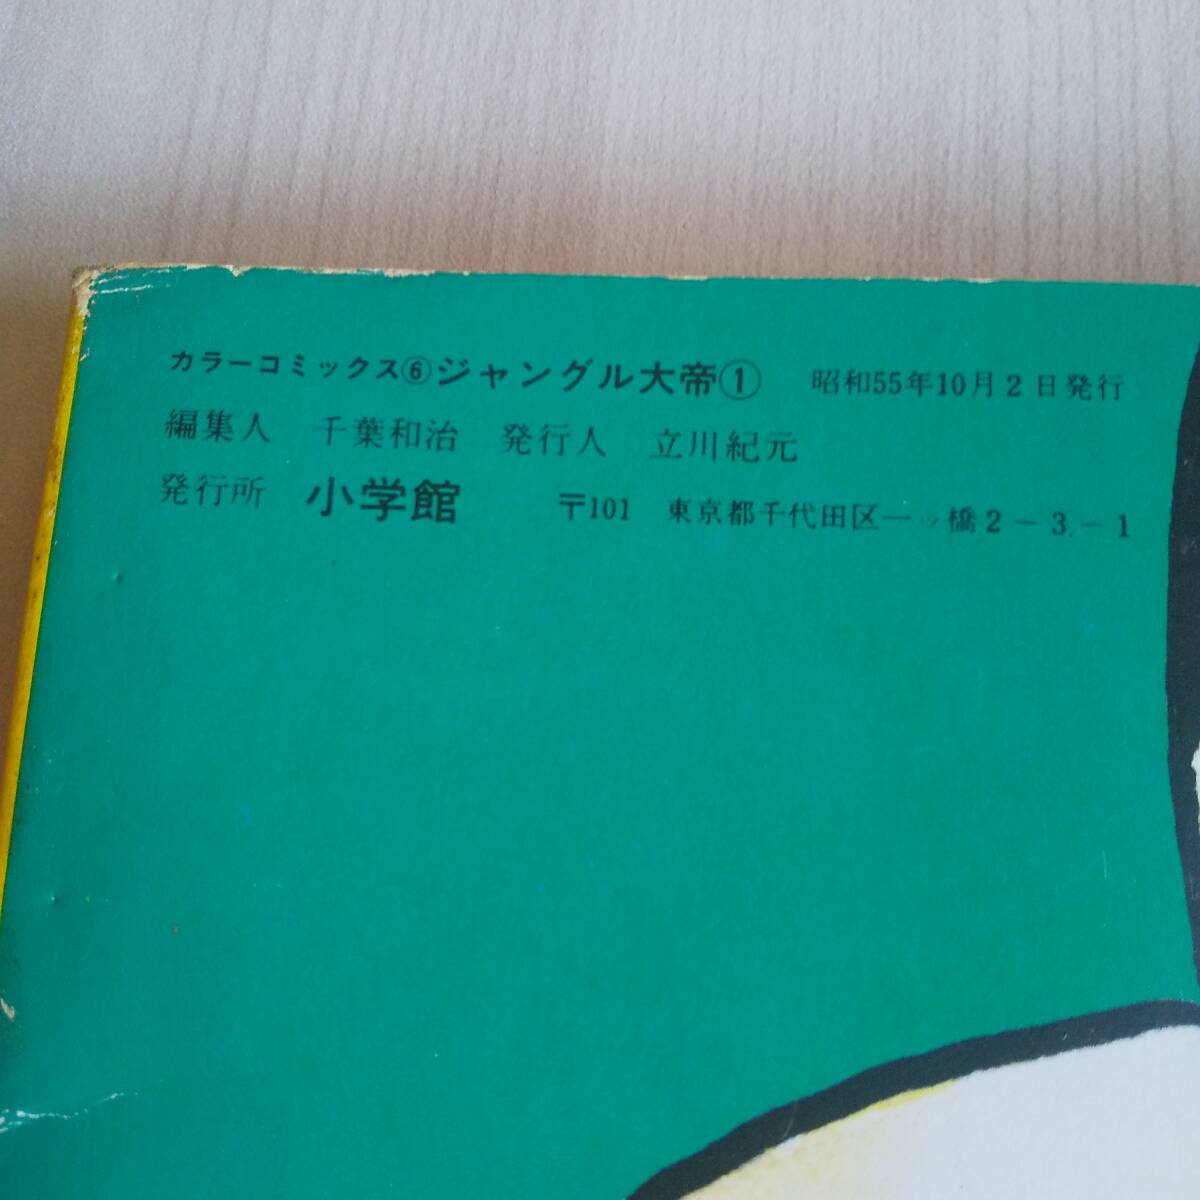 カラーコミックス⑥ジャングル大帝① 昭和55年10月2日発行
編集人 千葉和治 発行人 立川紀元
発行所 小学館 〒101 東京都千代田区一ッ橋2-3-1